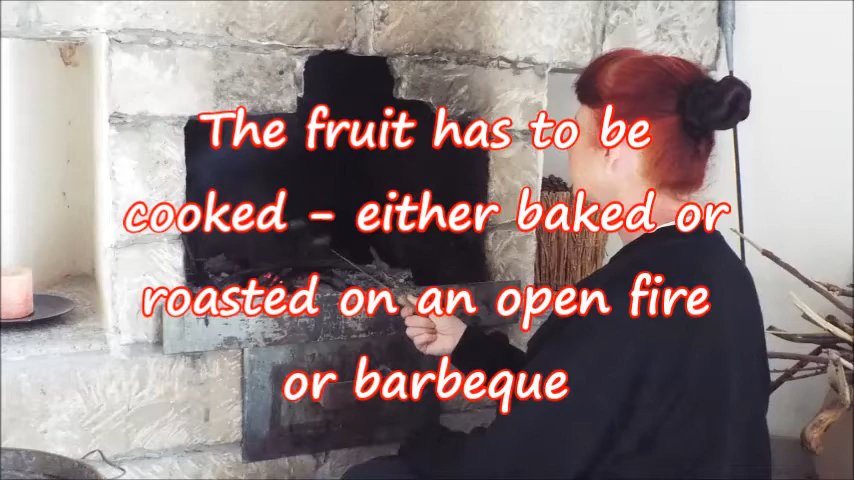 The fruit has to be
cooked - either baked or
roasted on an open fire
or barbeque